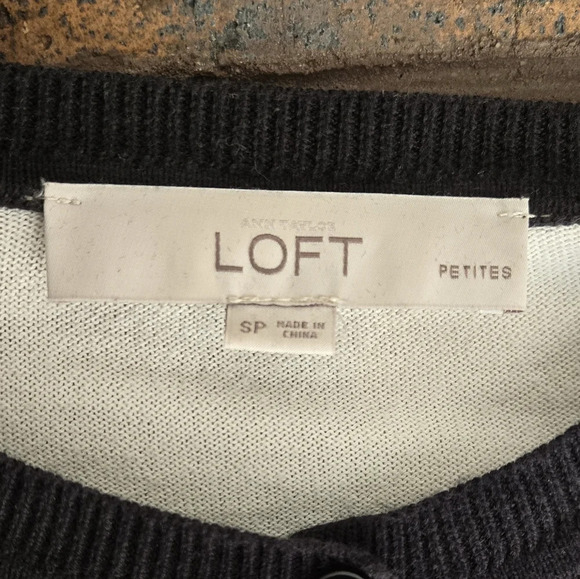 ANN TAYLOR
LOFT
PETITES
SP
MADE IN
CHINA